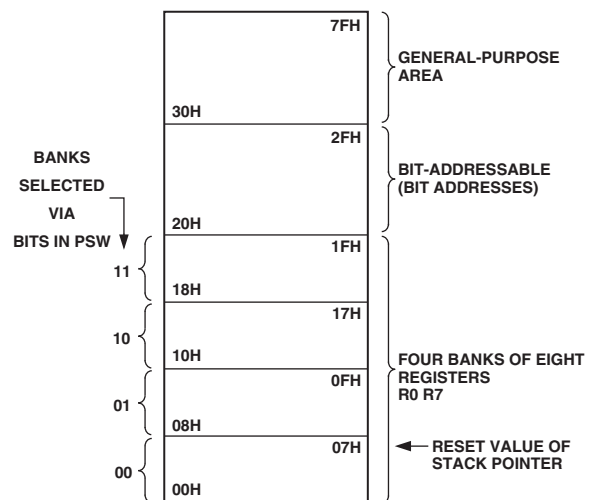 7FH
GENERAL-PURPOSE
AREA
30H
2FH
BANKS
SELECTED
VIA
BITS IN PSW
BIT-ADDRESSABLE
(BIT ADDRESSES)
20H
1FH
11
18H
17H
10
10H
FOUR BANKS OF EIGHT
REGISTERS
R0 R7
0FH
01
08H
07H
RESET VALUE OF
STACK POINTER
00
00H